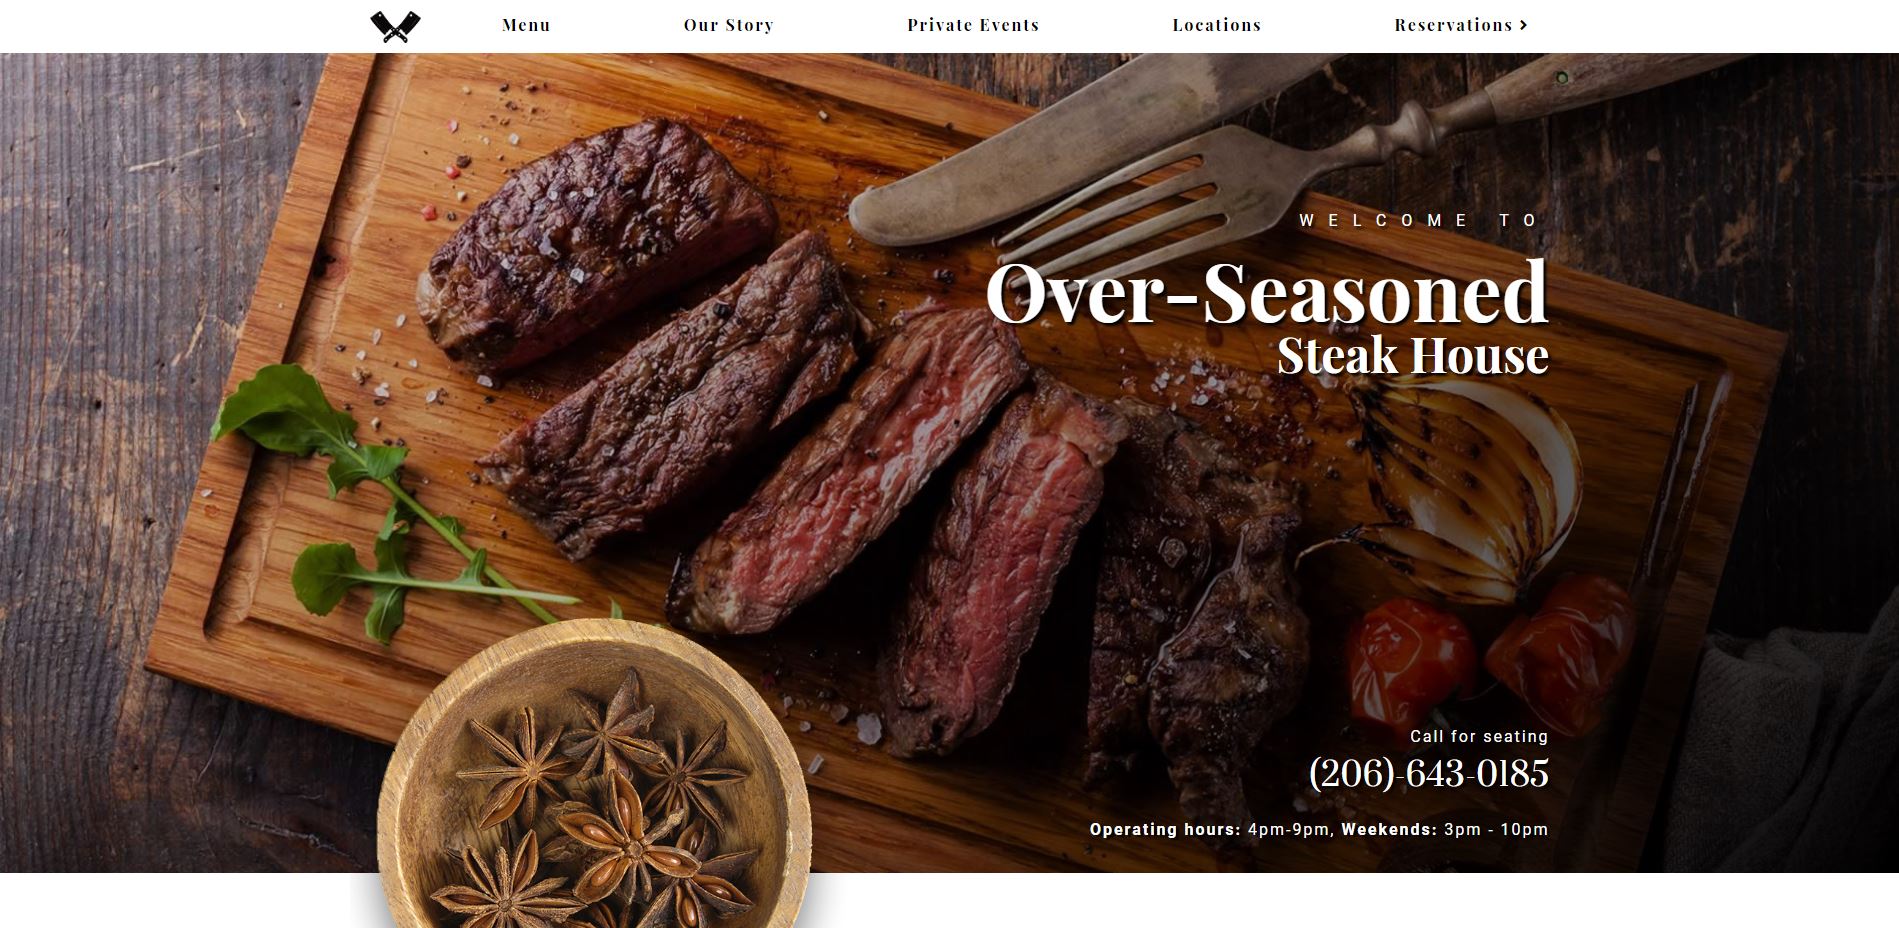 Menu
Our Story
Private Events
Locations
Reservations
WELCOME TO
Over-Seasoned
Steak House
Call for seating
(206)-643-0185
Operating hours: 4pm-9pm, Weekends: 3pm - 10pm